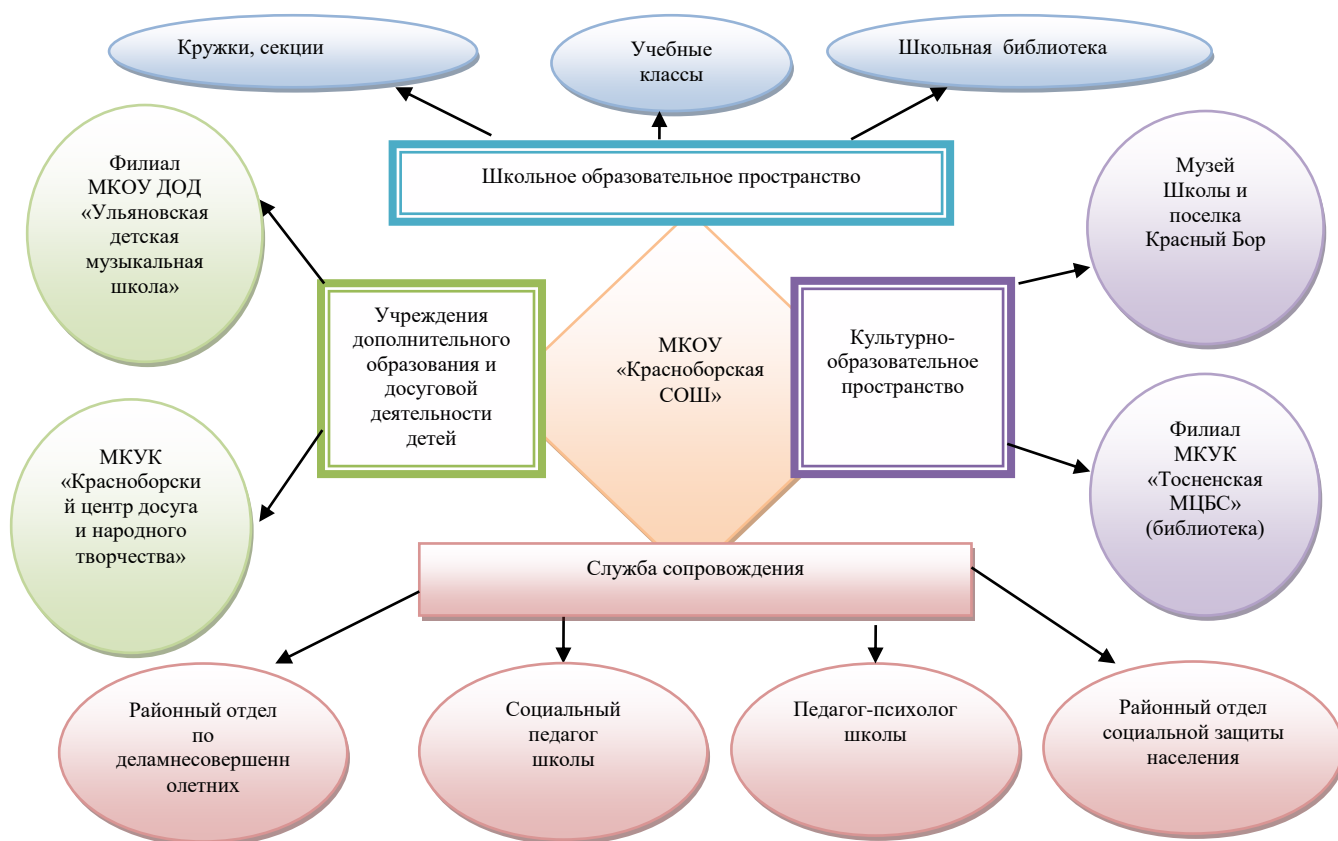 Кружки, секции
Учебные
классы
Школьная библиотека
Филиал
МКОУ ДОД
«Ульяновская
детская
музыкальная
школа»
Школьное образовательное пространство
Музей
Школы и
поселка
Красный Бор
Учреждения
дополнительного
образования и
досуговой
деятельности
детей
МКОУ
«Красноборская
СОШ»
Культурно-
образовательное
пространство
МКУК
«Красноборски
й центр досуга
и народного
творчества»
Филиал
МКУК
«Тосненская
МЦБС»
(библиотека)
Служба сопровождения
Районный отдел
по
деламнесовершенн
олетних
Социальный
педагог
школы
Педагог-психолог
школы
Районный отдел
социальной защиты
населения